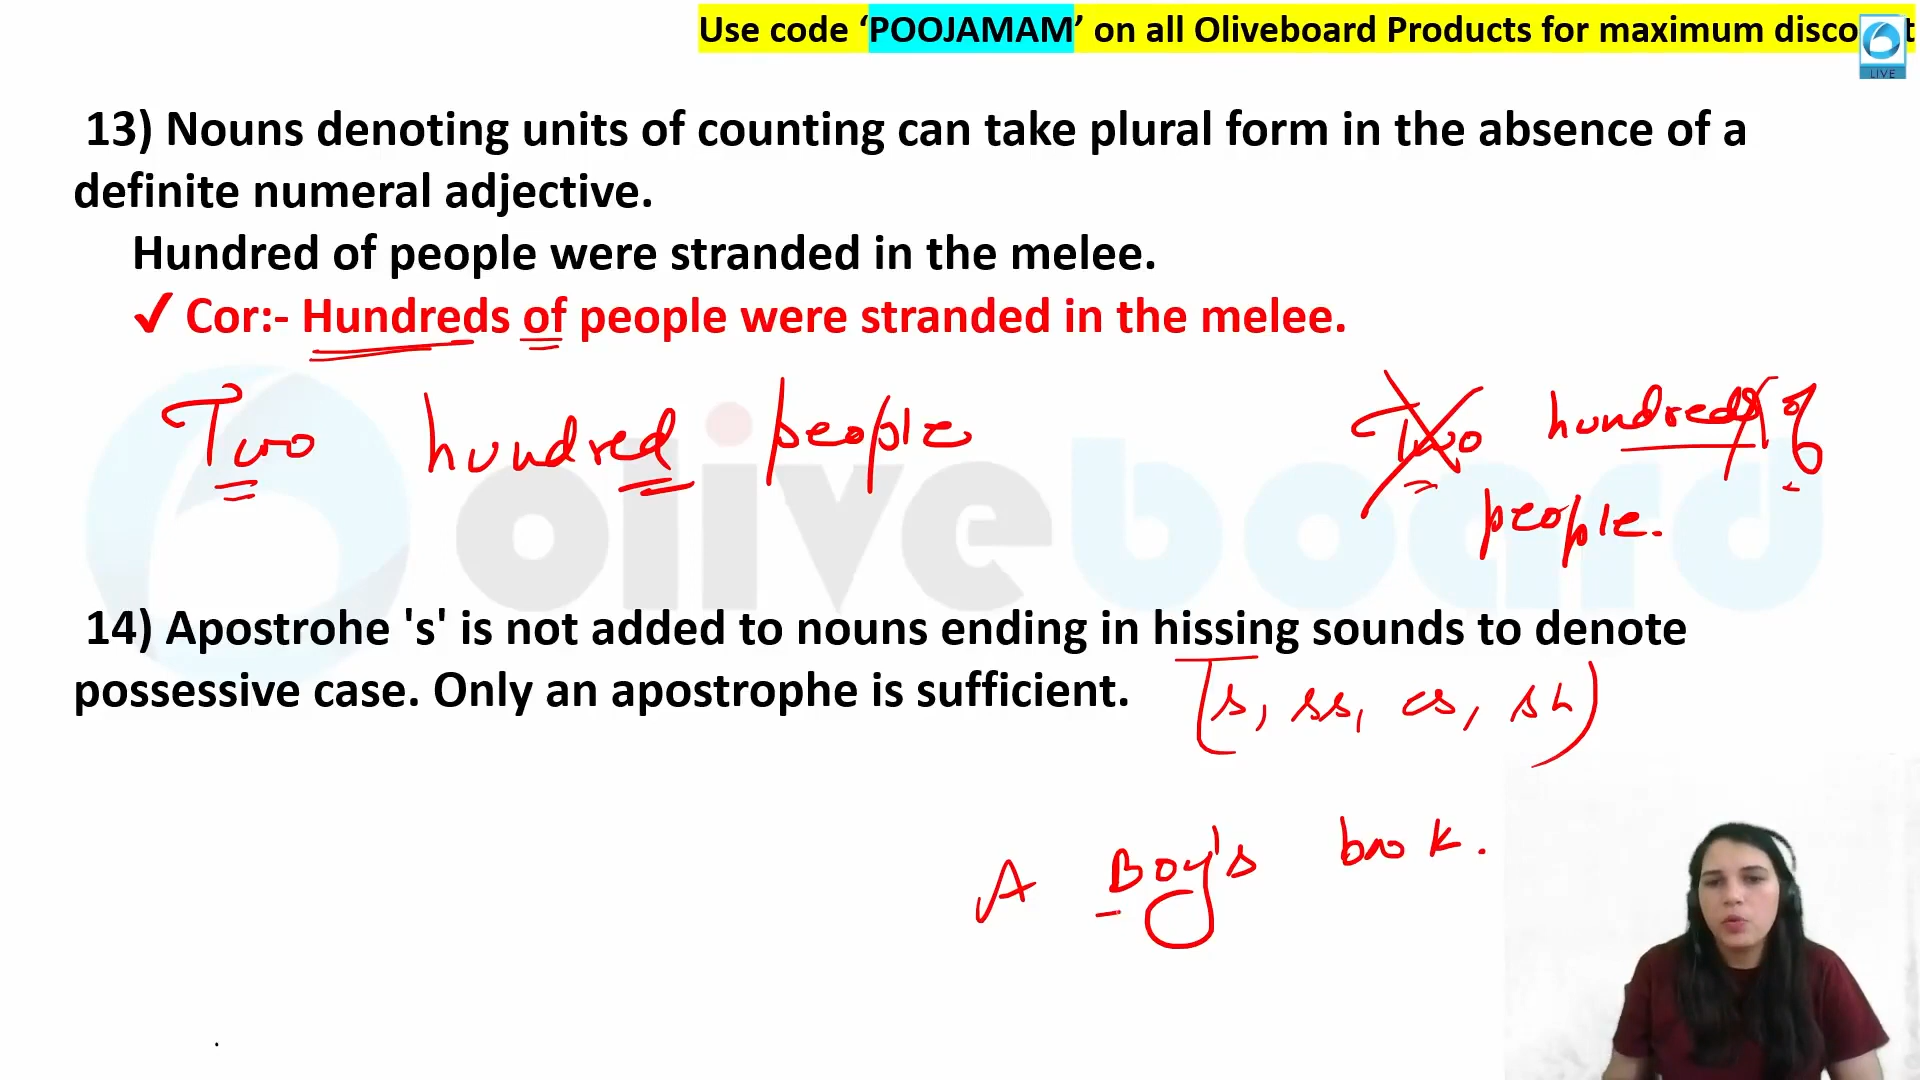 Use code ‘POOJAMAM’ on all Oliveboard Products for maximum disco t
LIVE
13) Nouns denoting units of counting can take plural form in the absence of a
definite numeral adjective.
Hundred of people were stranded in the melee.
✔ Cor:- Hundreds of people were stranded in the melee.
Two hundred people
Two hundreds of
people.
oliveboard
14) Apostrohe 's' is not added to nouns ending in hissing sounds to denote
possessive case. Only an apostrophe is sufficient.
(s, ss, cs, sh)
A Boy's book.